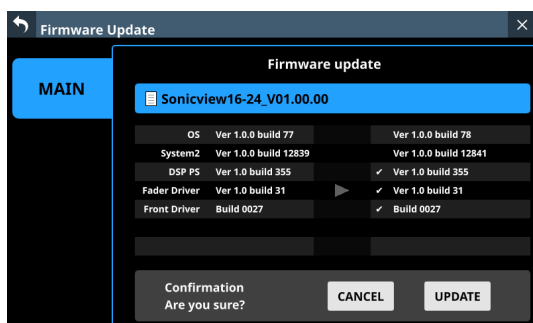 Firmware Update
Firmware update
MAIN
Sonicview16-24_V01.00.00
OS Ver 1.0.0 build 77 Ver 1.0.0 build 78
System2 Ver 1.0.0 build 12839 Ver 1.0.0 build 12841
DSP PS Ver 1.0 build 355 ✔ Ver 1.0 build 355
Fader Driver Ver 1.0 build 31 ✔ Ver 1.0 build 31
Front Driver Build 0027 ✔ Build 0027
Confirmation
Are you sure?
CANCEL UPDATE